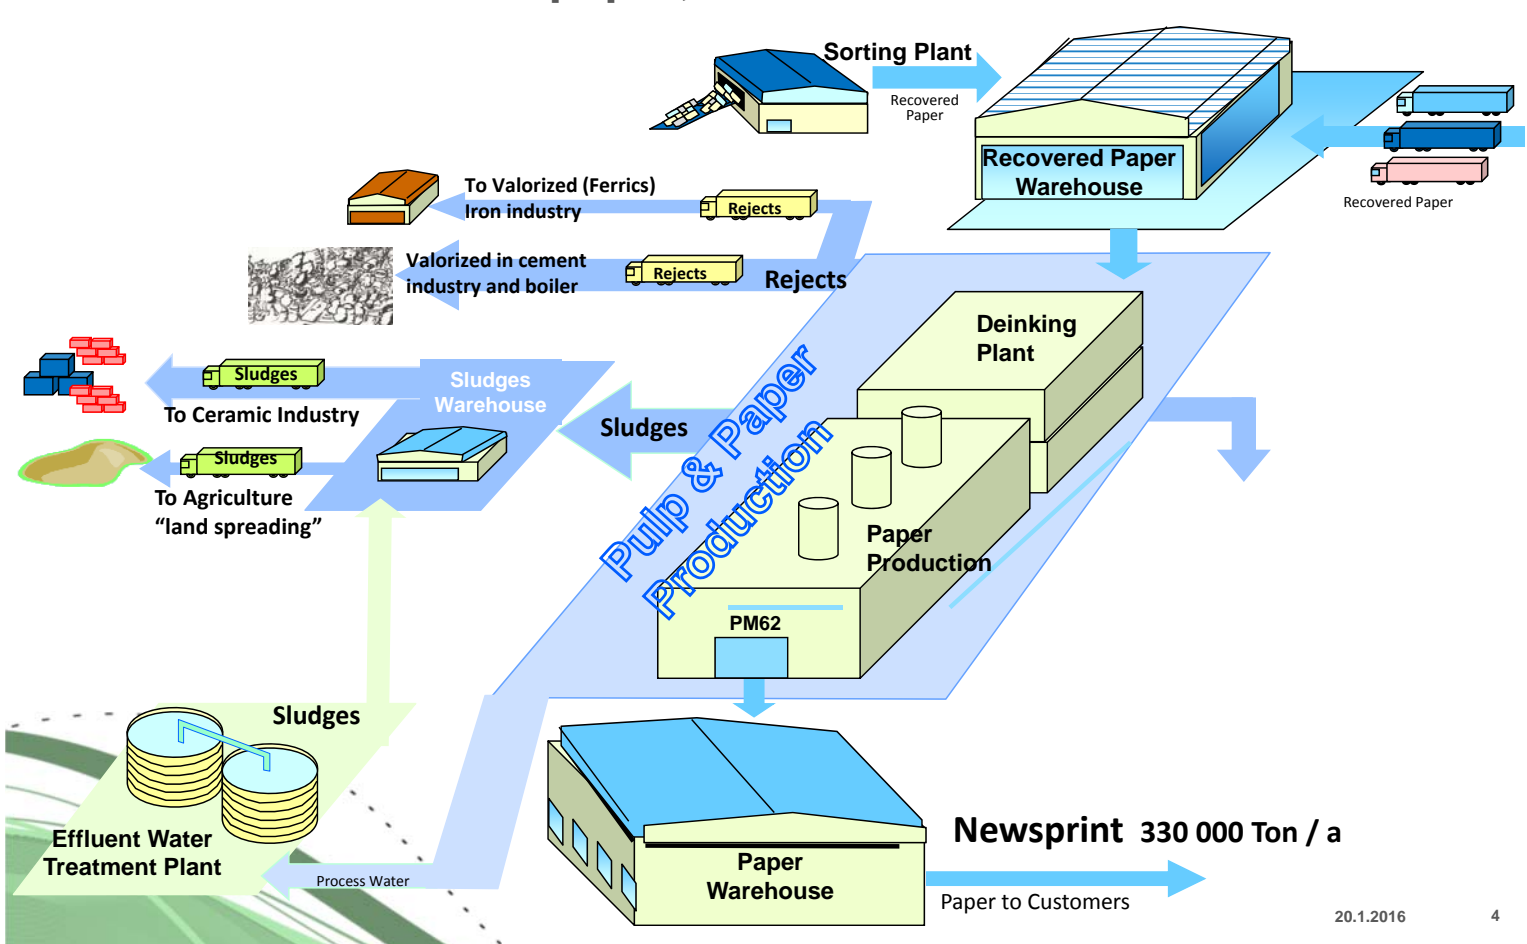 Sorting Plant
Recovered
Paper
Recovered Paper
Warehouse
Recovered Paper
To Valorized (Ferrics)
Iron industry
Rejects
Valorized in cement
industry and boiler
Rejects
Rejects
Deinking
Plant
Sludges
Sludges
Warehouse
To Ceramic Industry
Sludges
Sludges
To Agriculture
“land spreading”
Pulp & Paper
Production
Paper
Production
PM62
Sludges
Effluent Water
Treatment Plant
Process Water
Paper
Warehouse
Newsprint 330 000 Ton / a
Paper to Customers
20.1.2016
4